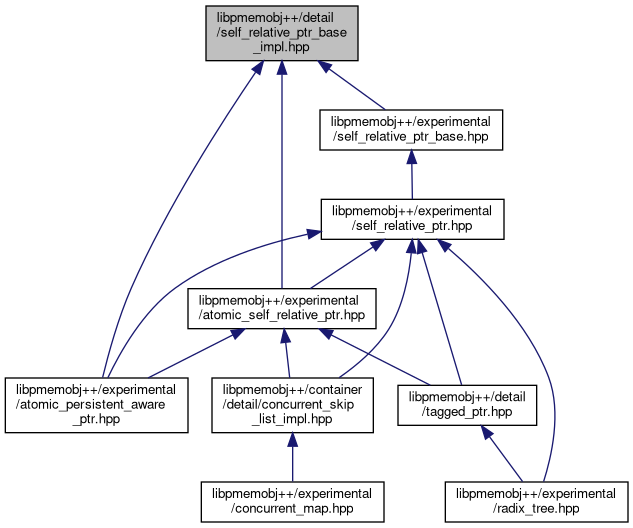 libpmemobj++/detail
/self_relative_ptr_base
_impl.hpp
libpmemobj++/experimental
/self_relative_ptr_base.hpp
libpmemobj++/experimental
/self_relative_ptr.hpp
libpmemobj++/experimental
/atomic_self_relative_ptr.hpp
libpmemobj++/experimental
/atomic_persistent_aware
_ptr.hpp
libpmemobj++/container
/detail/concurrent_skip
_list_impl.hpp
libpmemobj++/detail
/tagged_ptr.hpp
libpmemobj++/experimental
/concurrent_map.hpp
libpmemobj++/experimental
/radix_tree.hpp